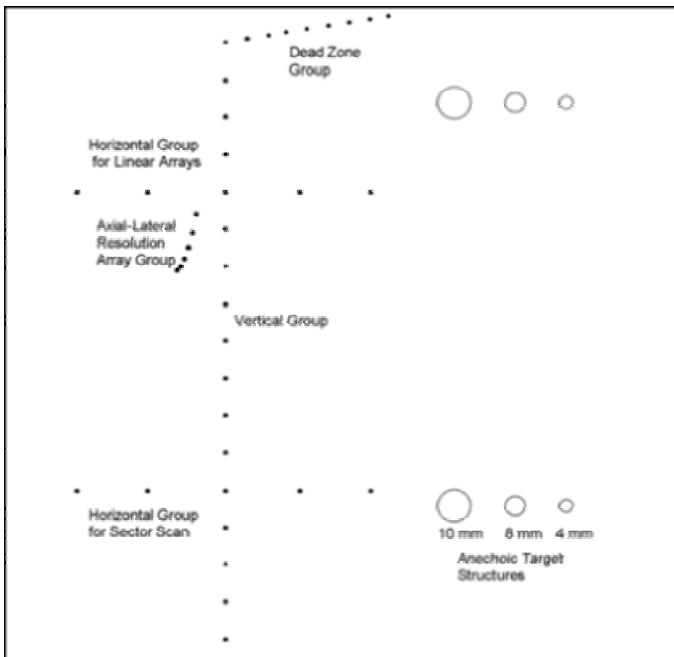 Dead Zone
Group
Horizontal Group
for Linear Arrays
Axial-Lateral
Resolution
Array Group
Vertical Group
Horizontal Group
for Sector Scan
10 mm 8 mm 4 mm
Anechoic Target
Structures